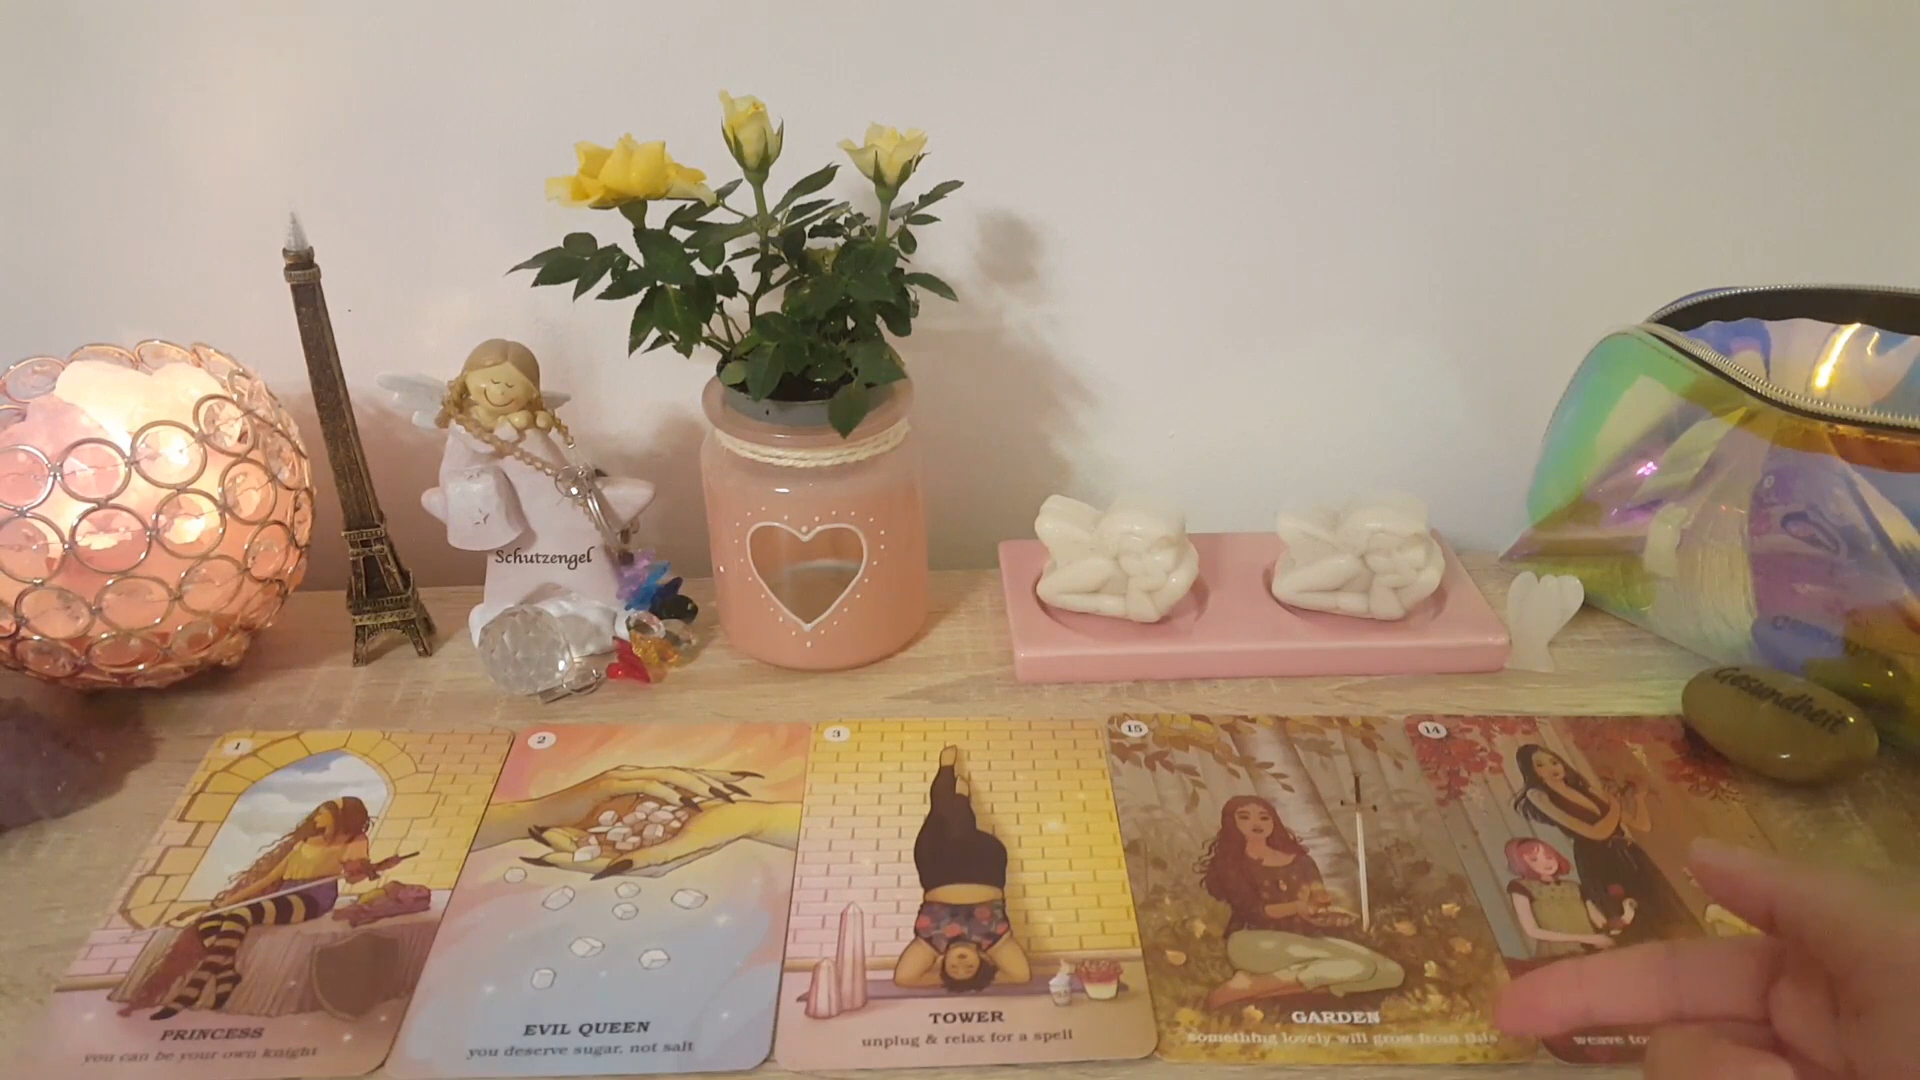 Schutzengel
Gesundheit
1
PRINCESS
you can be your own knight
2
EVIL QUEEN
you deserve sugar, not salt
3
TOWER
unplug & relax for a spell
15
GARDEN
something lovely will grow from this
14
weave